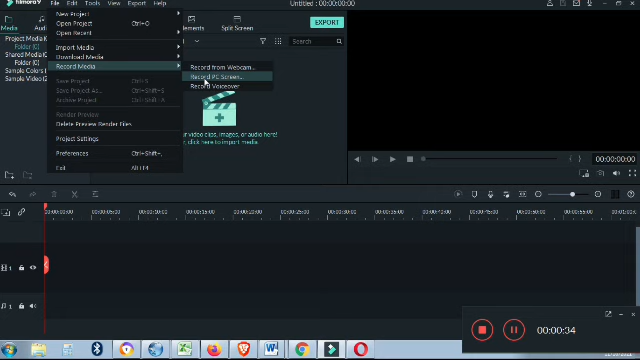 filmora9
File Edit Tools View Export Help
Untitled : 00:00:00:00
Media
Audio
Elements
Split Screen
EXPORT
Project Media
Folder (0)
Shared Media
Folder (0)
Sample Colors
Sample Video
New Project
Open Project Ctrl+O
Open Recent
Import Media
Download Media
Record Media
Save Project Ctrl+S
Save Project As... Ctrl+Shift+S
Archive Project Ctrl+Shift+A
Render Preview
Delete Preview Render Files
Project Settings
Preferences Ctrl+Shift+,
Exit Alt+F4
Record from Webcam...
Record PC Screen...
Record Voiceover
Search
video clips, images, or audio here!
click here to import media
00:00:00:00
00:00:00:00 00:00:05:00 00:00:10:00 00:00:15:00 00:00:20:00 00:00:25:00 00:00:30:00 00:00:35:00 00:00:40:00 00:00:45:00 00:00:50:00 00:00:55:00 00:01:00:0
1
1
00:00:34